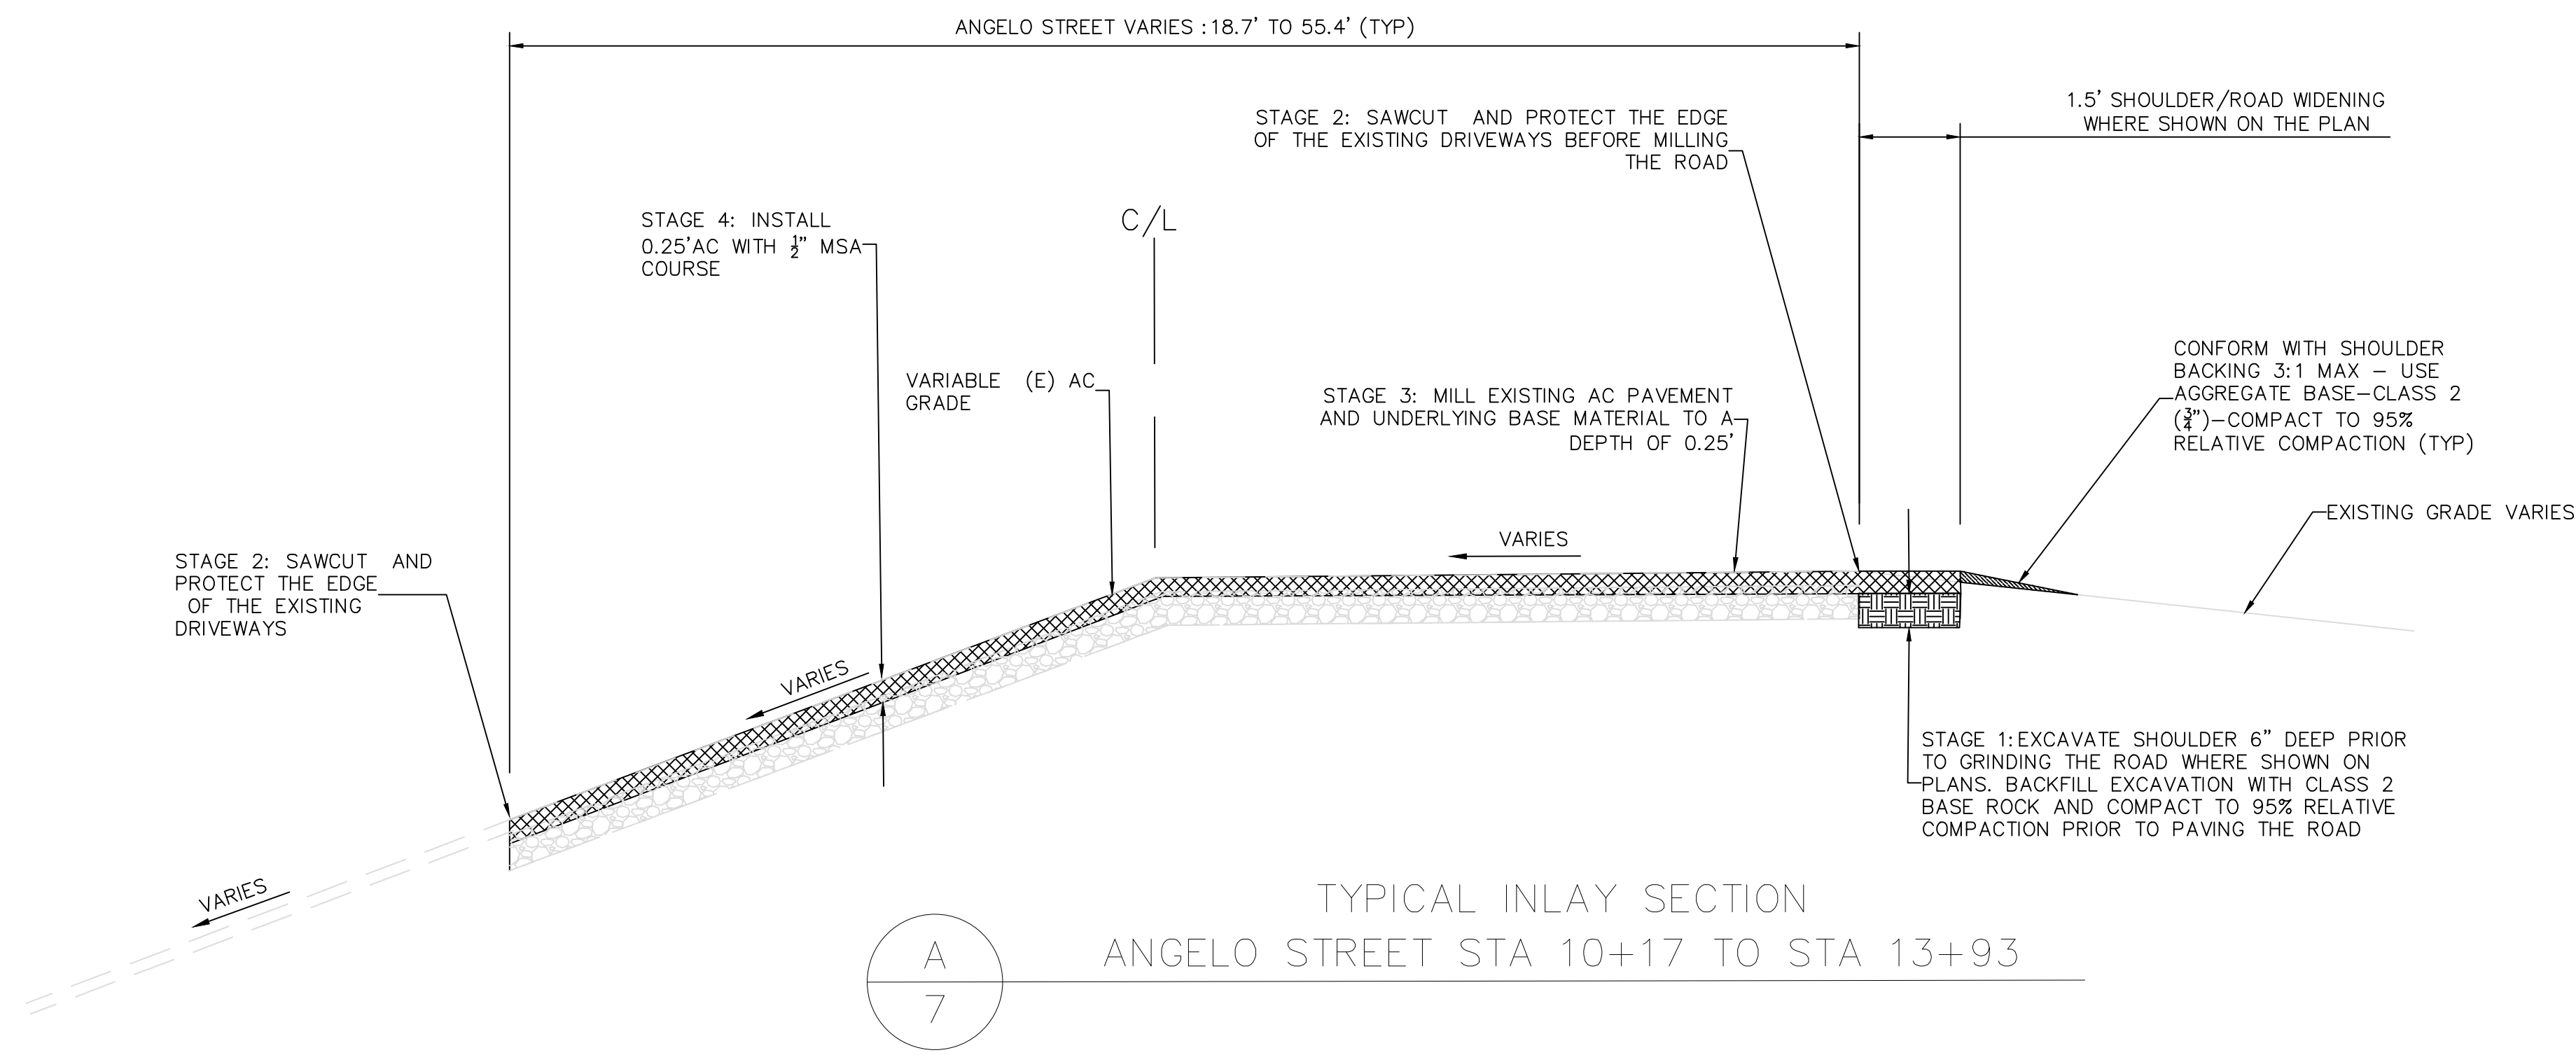 ANGELO STREET VARIES :18.7' TO 55.4' (TYP)
1.5' SHOULDER/ROAD WIDENING
WHERE SHOWN ON THE PLAN
STAGE 2: SAWCUT AND PROTECT THE EDGE
OF THE EXISTING DRIVEWAYS BEFORE MILLING
THE ROAD
STAGE 4: INSTALL
0.25'AC WITH ½" MSA
COURSE
C/L
VARIABLE (E) AC
GRADE
STAGE 3: MILL EXISTING AC PAVEMENT
AND UNDERLYING BASE MATERIAL TO A
DEPTH OF 0.25'
CONFORM WITH SHOULDER
BACKING 3:1 MAX – USE
AGGREGATE BASE–CLASS 2
(¾")–COMPACT TO 95%
RELATIVE COMPACTION (TYP)
EXISTING GRADE VARIES
VARIES
STAGE 2: SAWCUT AND
PROTECT THE EDGE
OF THE EXISTING
DRIVEWAYS
VARIES
VARIES
STAGE 1: EXCAVATE SHOULDER 6" DEEP PRIOR
TO GRINDING THE ROAD WHERE SHOWN ON
PLANS. BACKFILL EXCAVATION WITH CLASS 2
BASE ROCK AND COMPACT TO 95% RELATIVE
COMPACTION PRIOR TO PAVING THE ROAD
TYPICAL INLAY SECTION
ANGELO STREET STA 10+17 TO STA 13+93
A
7